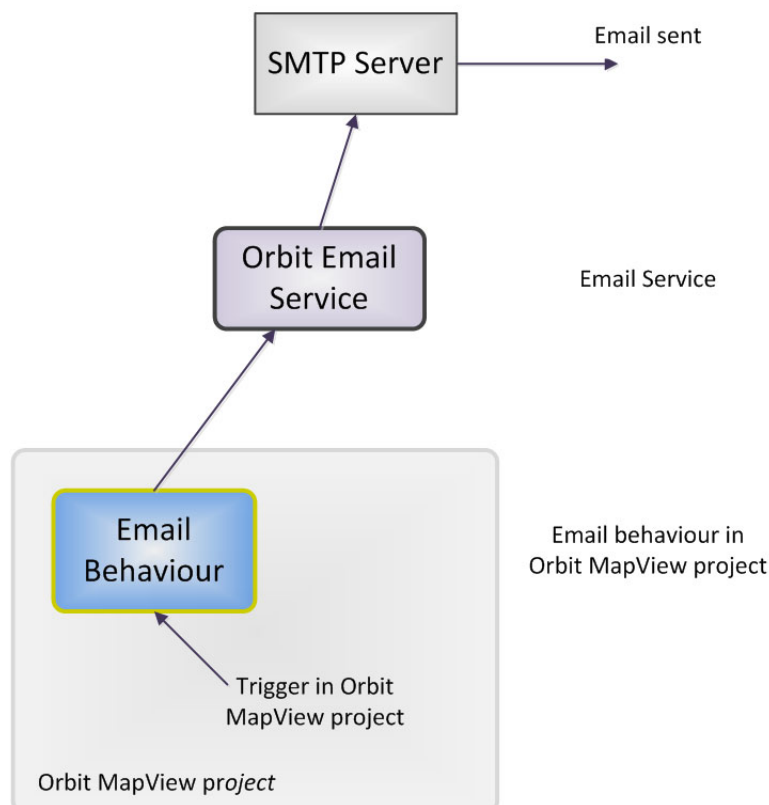 Email sent
SMTP Server
Orbit Email
Service
Email Service
Email
Behaviour
Email behaviour in
Orbit MapView project
Trigger in Orbit
MapView project
Orbit MapView project